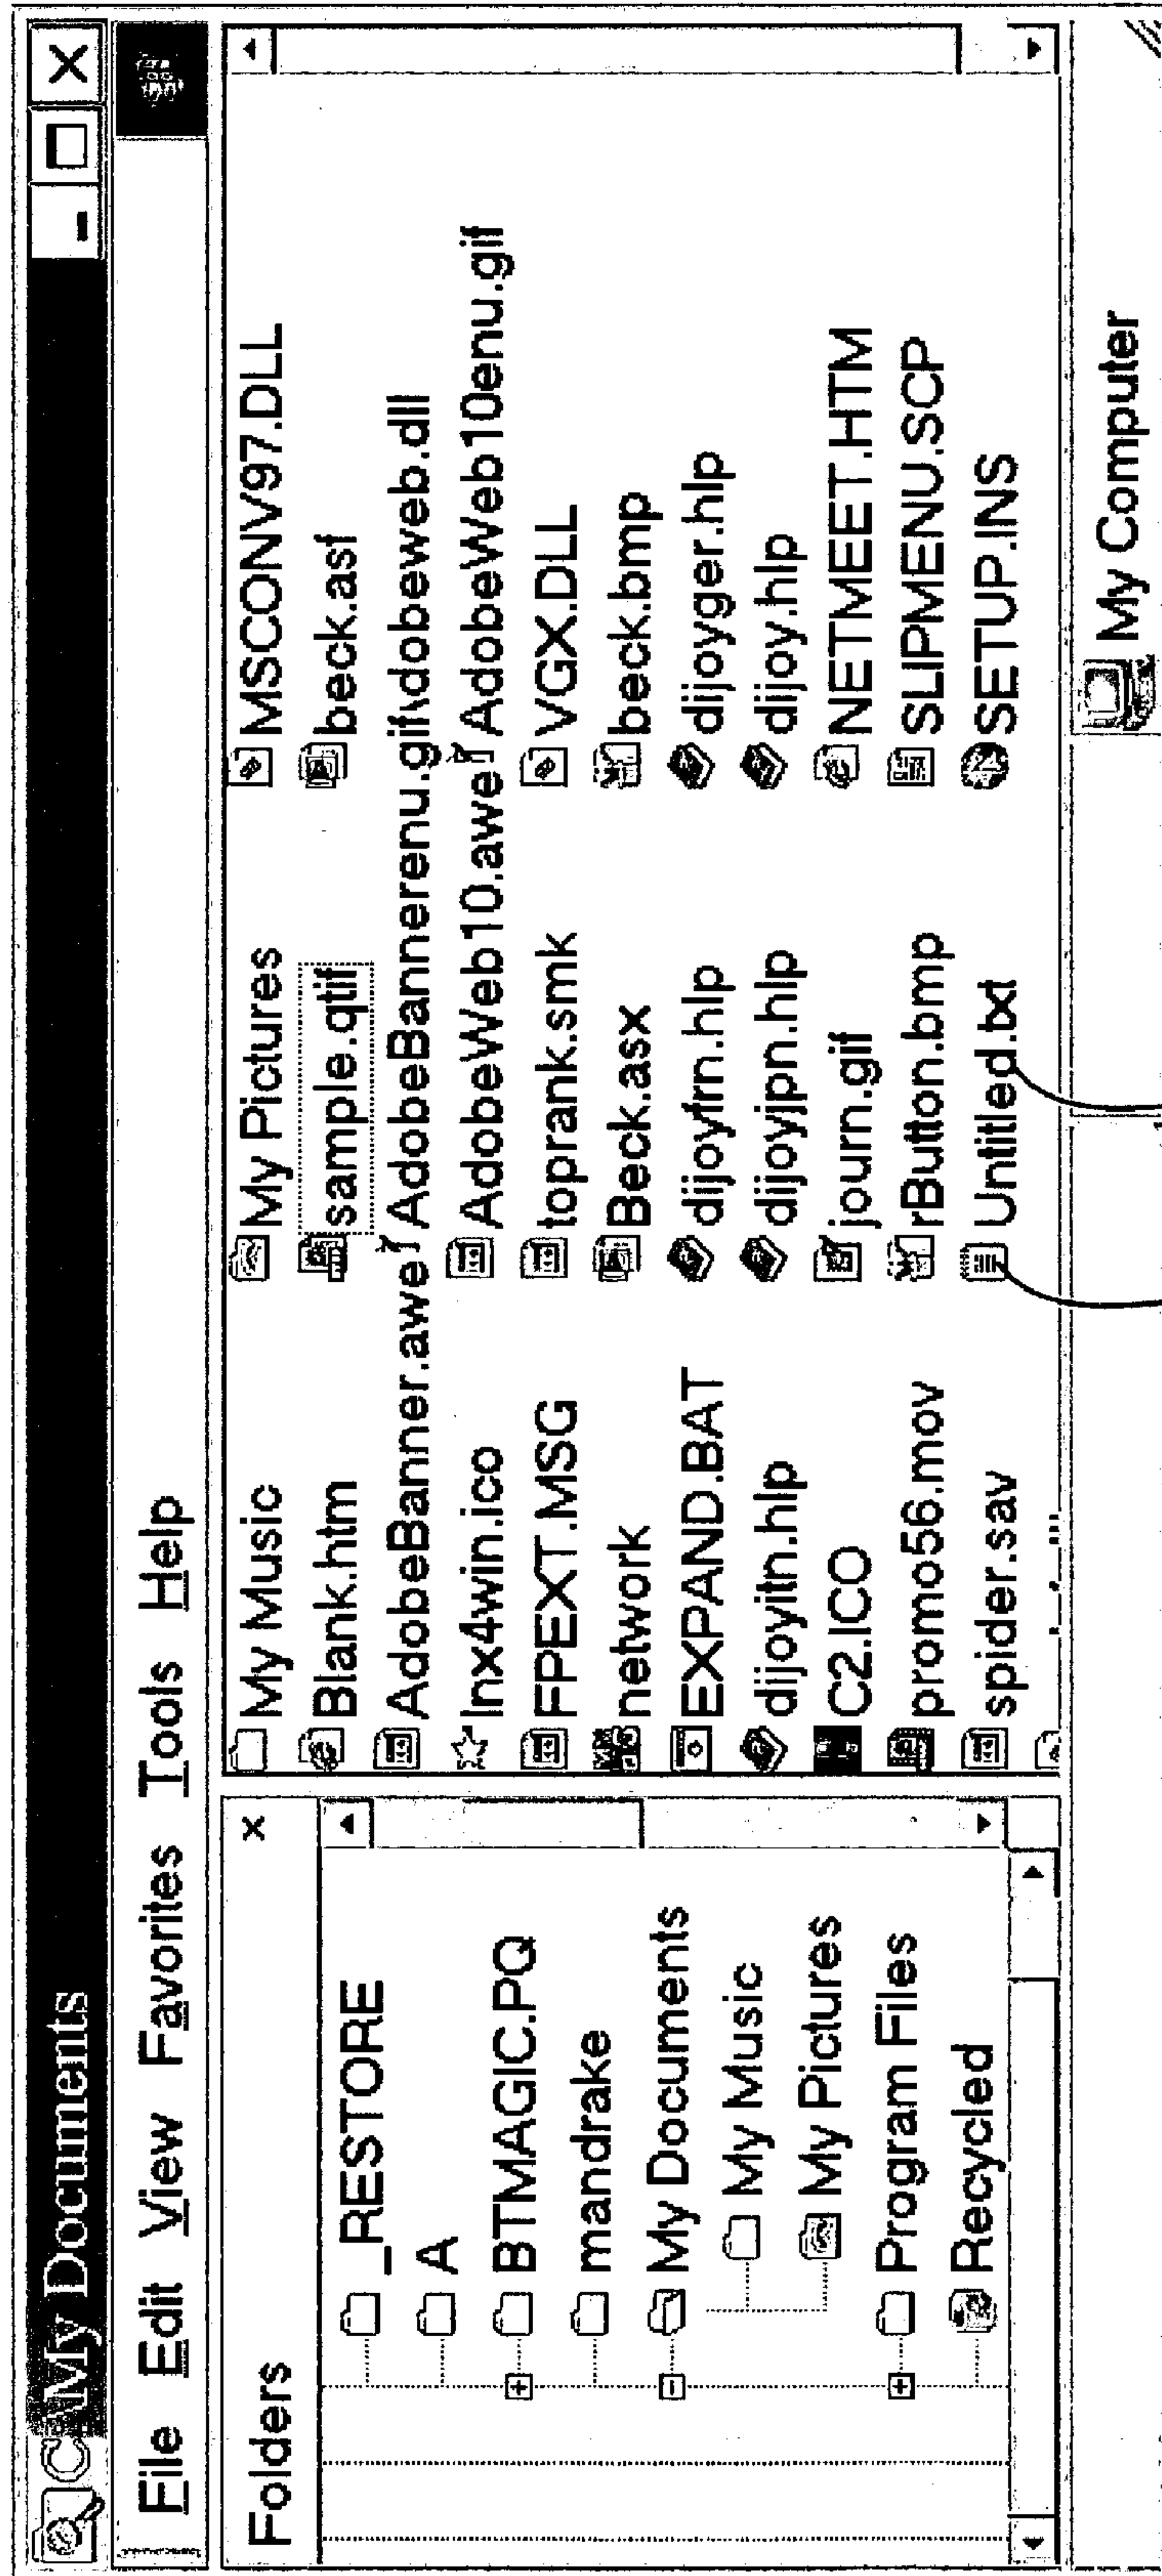 My Documents
File Edit View Favorites Tools Help
Folders
_RESTORE
A
BTMAGIC.PQ
mandrake
My Documents
My Music
My Pictures
Program Files
Recycled
My Music My Pictures MSCONV97.DLL
Blank.htm sample.qtif beck.asf
AdobeBanner.awe AdobeBannerenu.gif\dobeweb.dll
lnx4win.ico AdobeWeb10.awe AdobeWeb10enu.gif
FPEXT.MSG toprank.smk VGX.DLL
network Beck.asx beck.bmp
EXPAND.BAT dijoyfrn.hlp dijoyger.hlp
dijoyitn.hlp dijoyjpn.hlp dijoy.hlp
C2.ICO journ.gif NETMEET.HTM
promo56.mov rButton.bmp SLIPMENU.SCP
spider.sav Untitled.txt SETUP.INS
My Computer